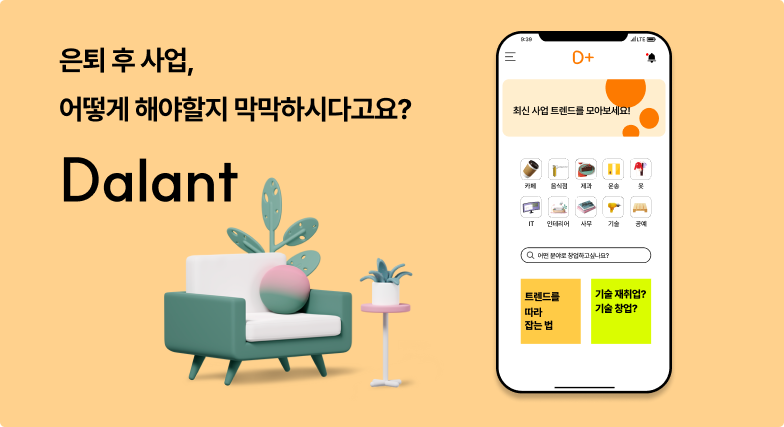 은퇴 후 사업,
어떻게 해야할지 막막하시다고요?
Dalant
9:30
LTE
D+
최신 사업 트렌드를 모아보세요!
카페 음식점 제과 운송 옷
IT 인테리어 사무 기술 공예
어떤 분야로 창업하고싶나요?
트렌드를
따라
잡는 법
기술 재취업?
기술 창업?